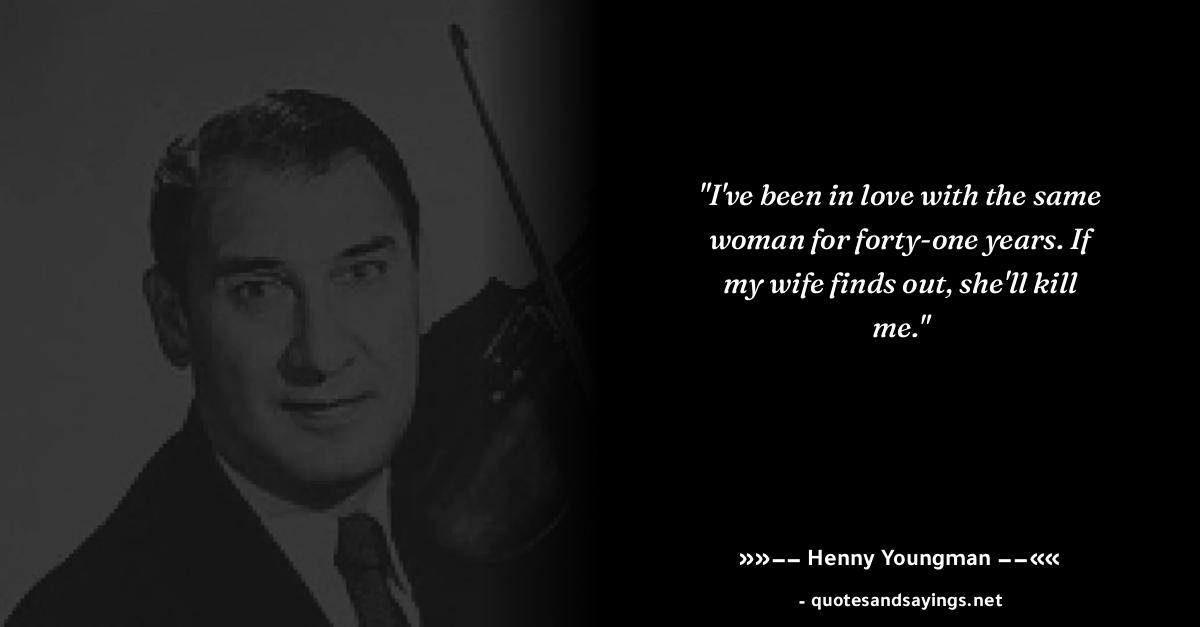 "I've been in love with the same
woman for forty-one years. If
my wife finds out, she'll kill
me."
»»–– Henny Youngman ––««
- quotesandsayings.net